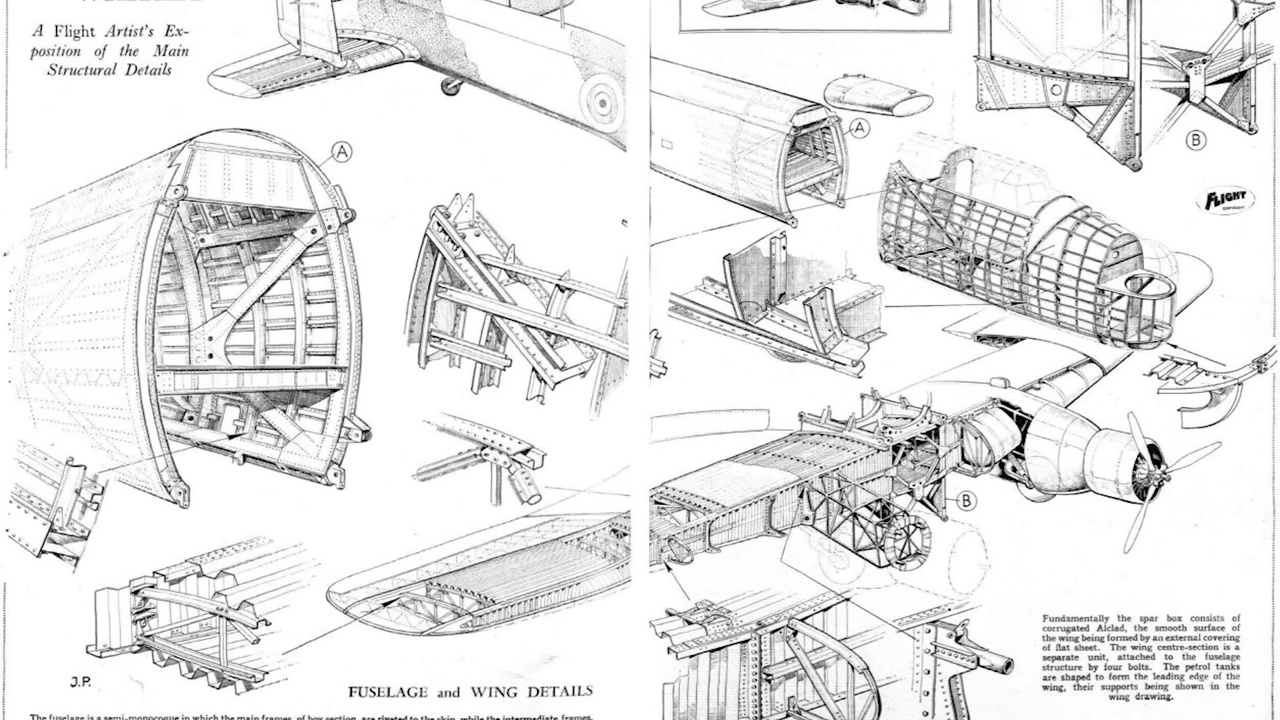 A Flight Artist's Ex-
position of the Main
Structural Details
A
J.P.
FUSELAGE and WING DETAILS
The fuselage is a semi-monocoque in which the main frames, of box section, are riveted to the skin, while the intermediate frames,
A
B
FLIGHT
COPYRIGHT
B
Fundamentally the spar box consists of
corrugated Alclad, the smooth surface of
the wing being formed by an external covering
of flat sheet. The wing centre-section is a
separate unit, attached to the fuselage
structure by four bolts. The petrol tanks
are shaped to form the leading edge of the
wing, their supports being shown in the
wing drawing.